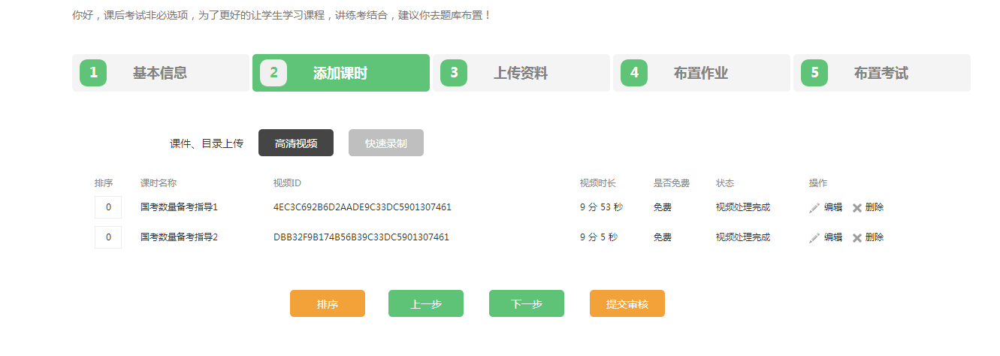 你好，课后考试非必选项，为了更好的让学生学习课程，讲练考结合，建议你去题库布置！
1 基本信息 2 添加课时 3 上传资料 4 布置作业 5 布置考试
课件、目录上传 高清视频 快速录制
排序 课时名称 视频ID 视频时长 是否免费 状态 操作
0 国考数量备考指导1 4EC3C692B6D2AADE9C33DC5901307461 9 分 53 秒 免费 视频处理完成 编辑 删除
0 国考数量备考指导2 DBB32F9B174B56B39C33DC5901307461 9 分 5 秒 免费 视频处理完成 编辑 删除
排序 上一步 下一步 提交审核